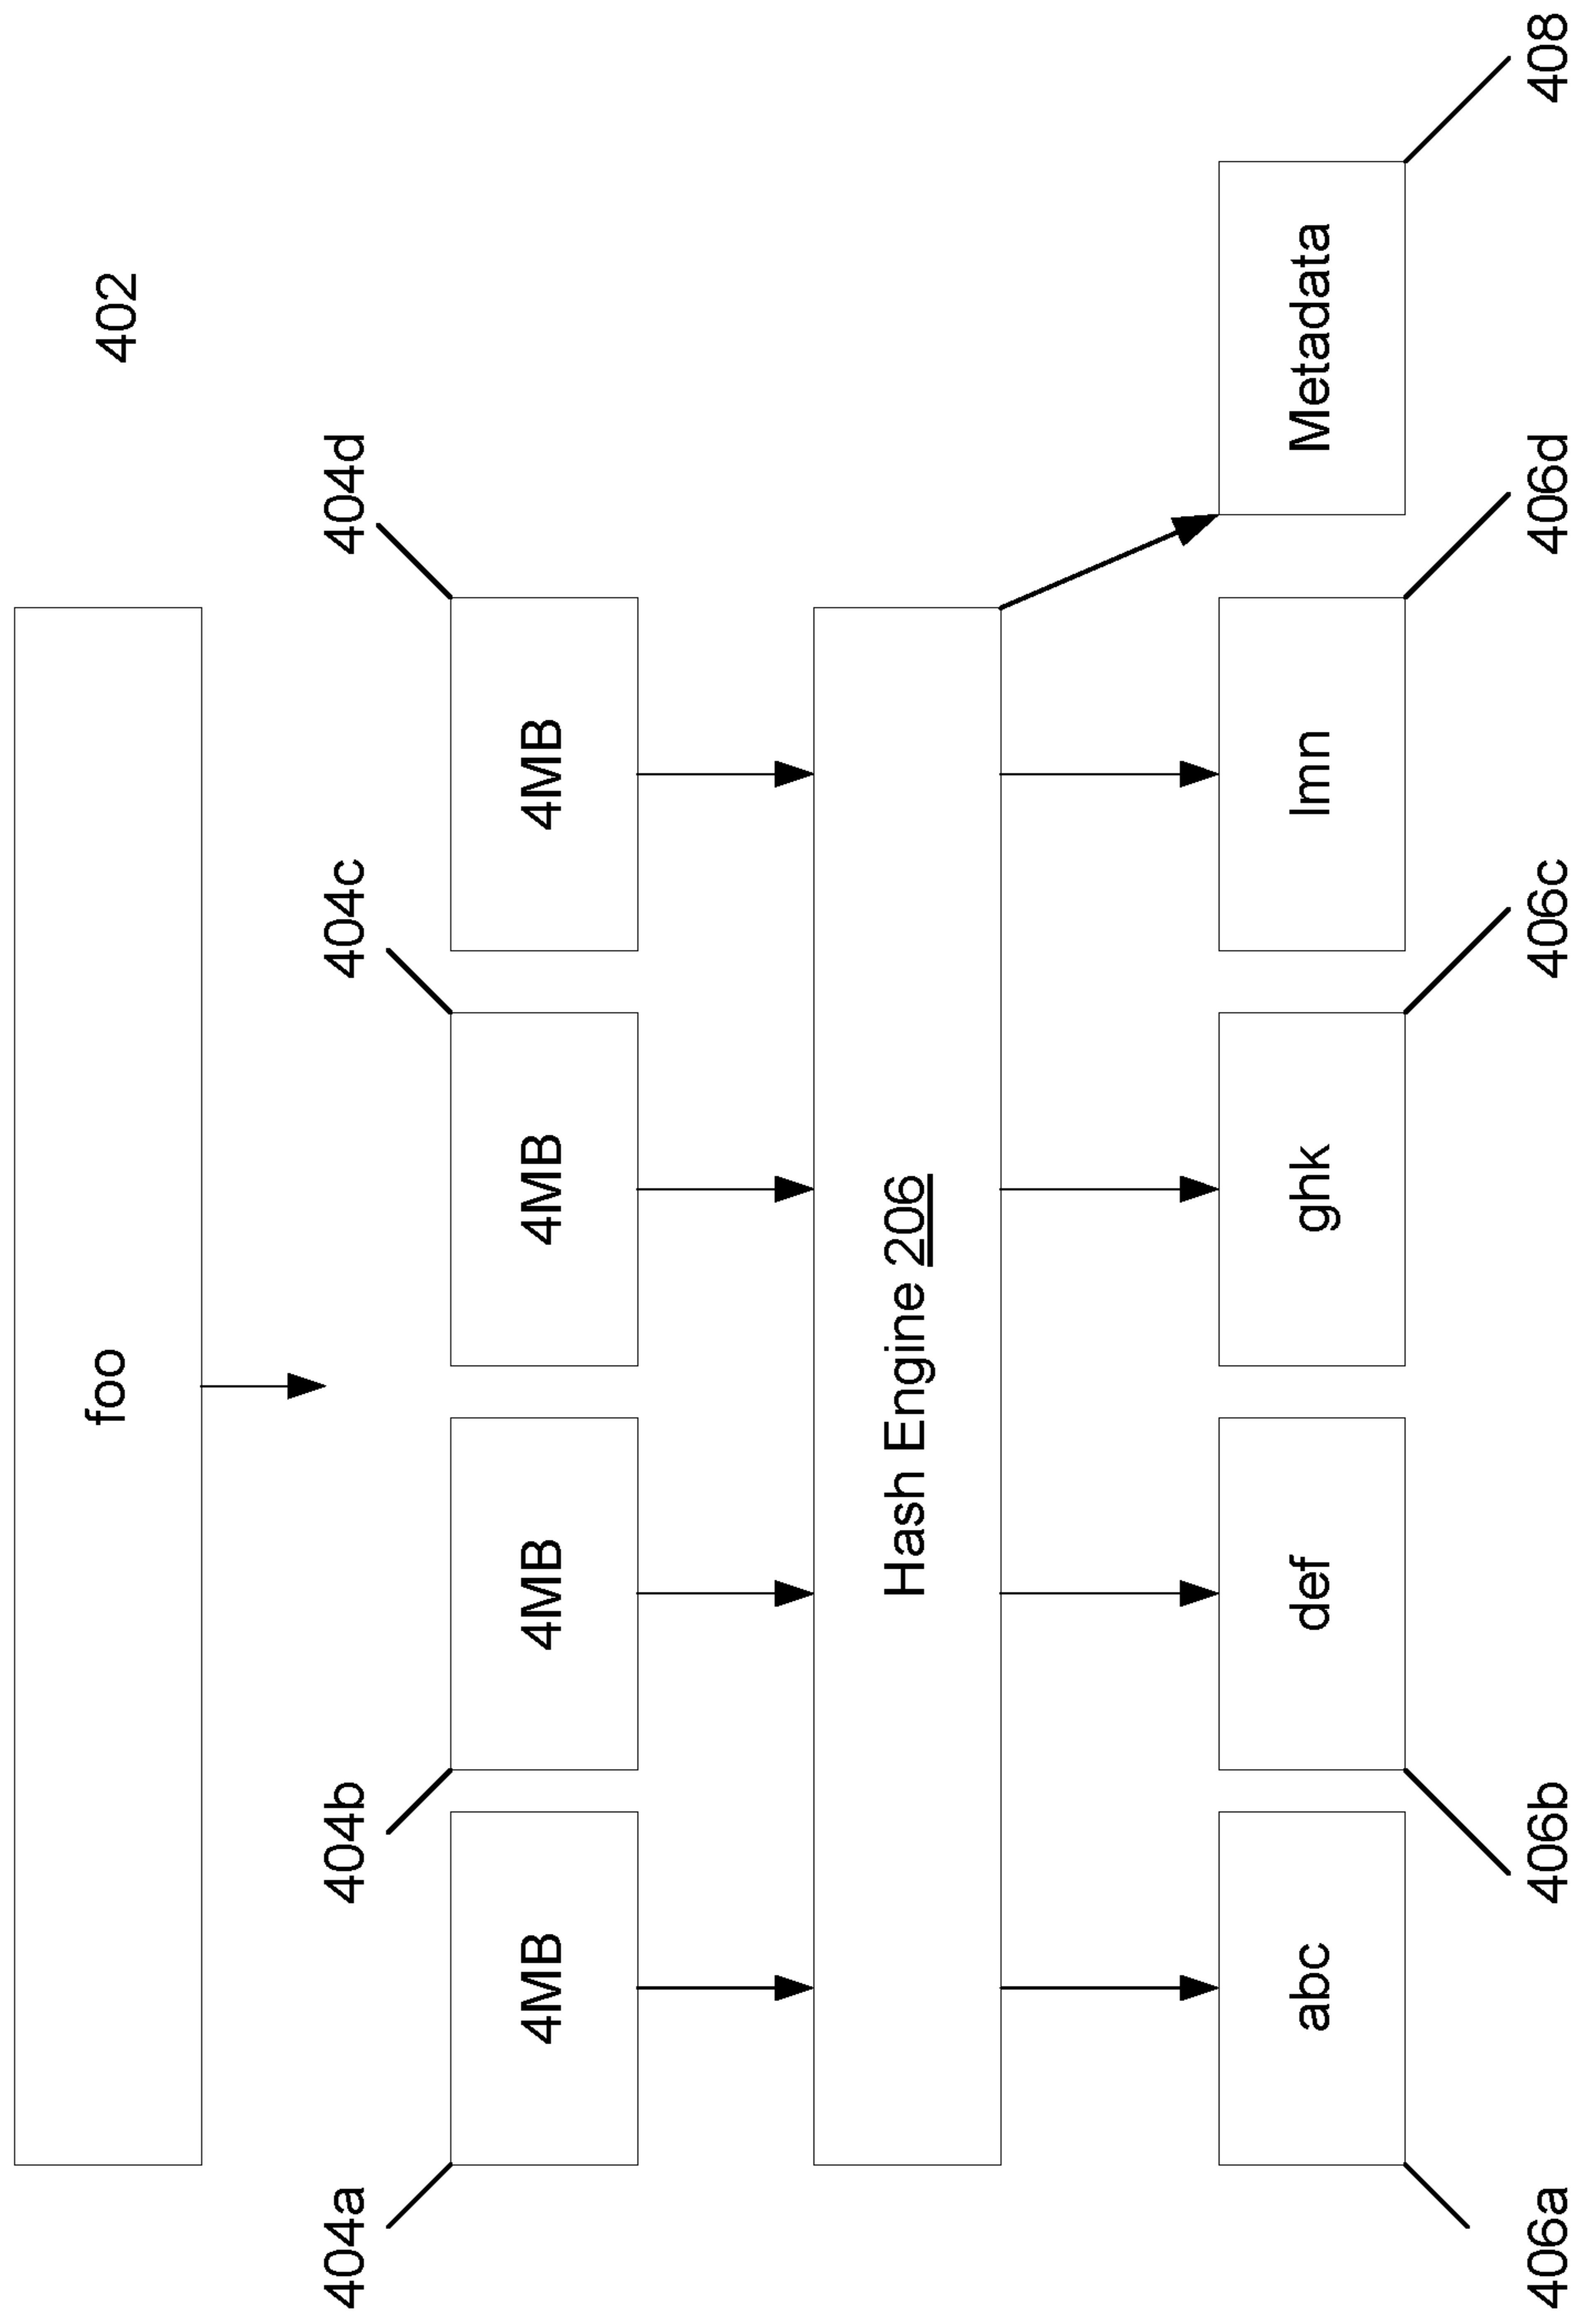 foo
402
404a
404b
404c
404d
4MB
4MB
4MB
4MB
Hash Engine 206
abc
def
ghk
lmn
Metadata
406a
406b
406c
406d
408